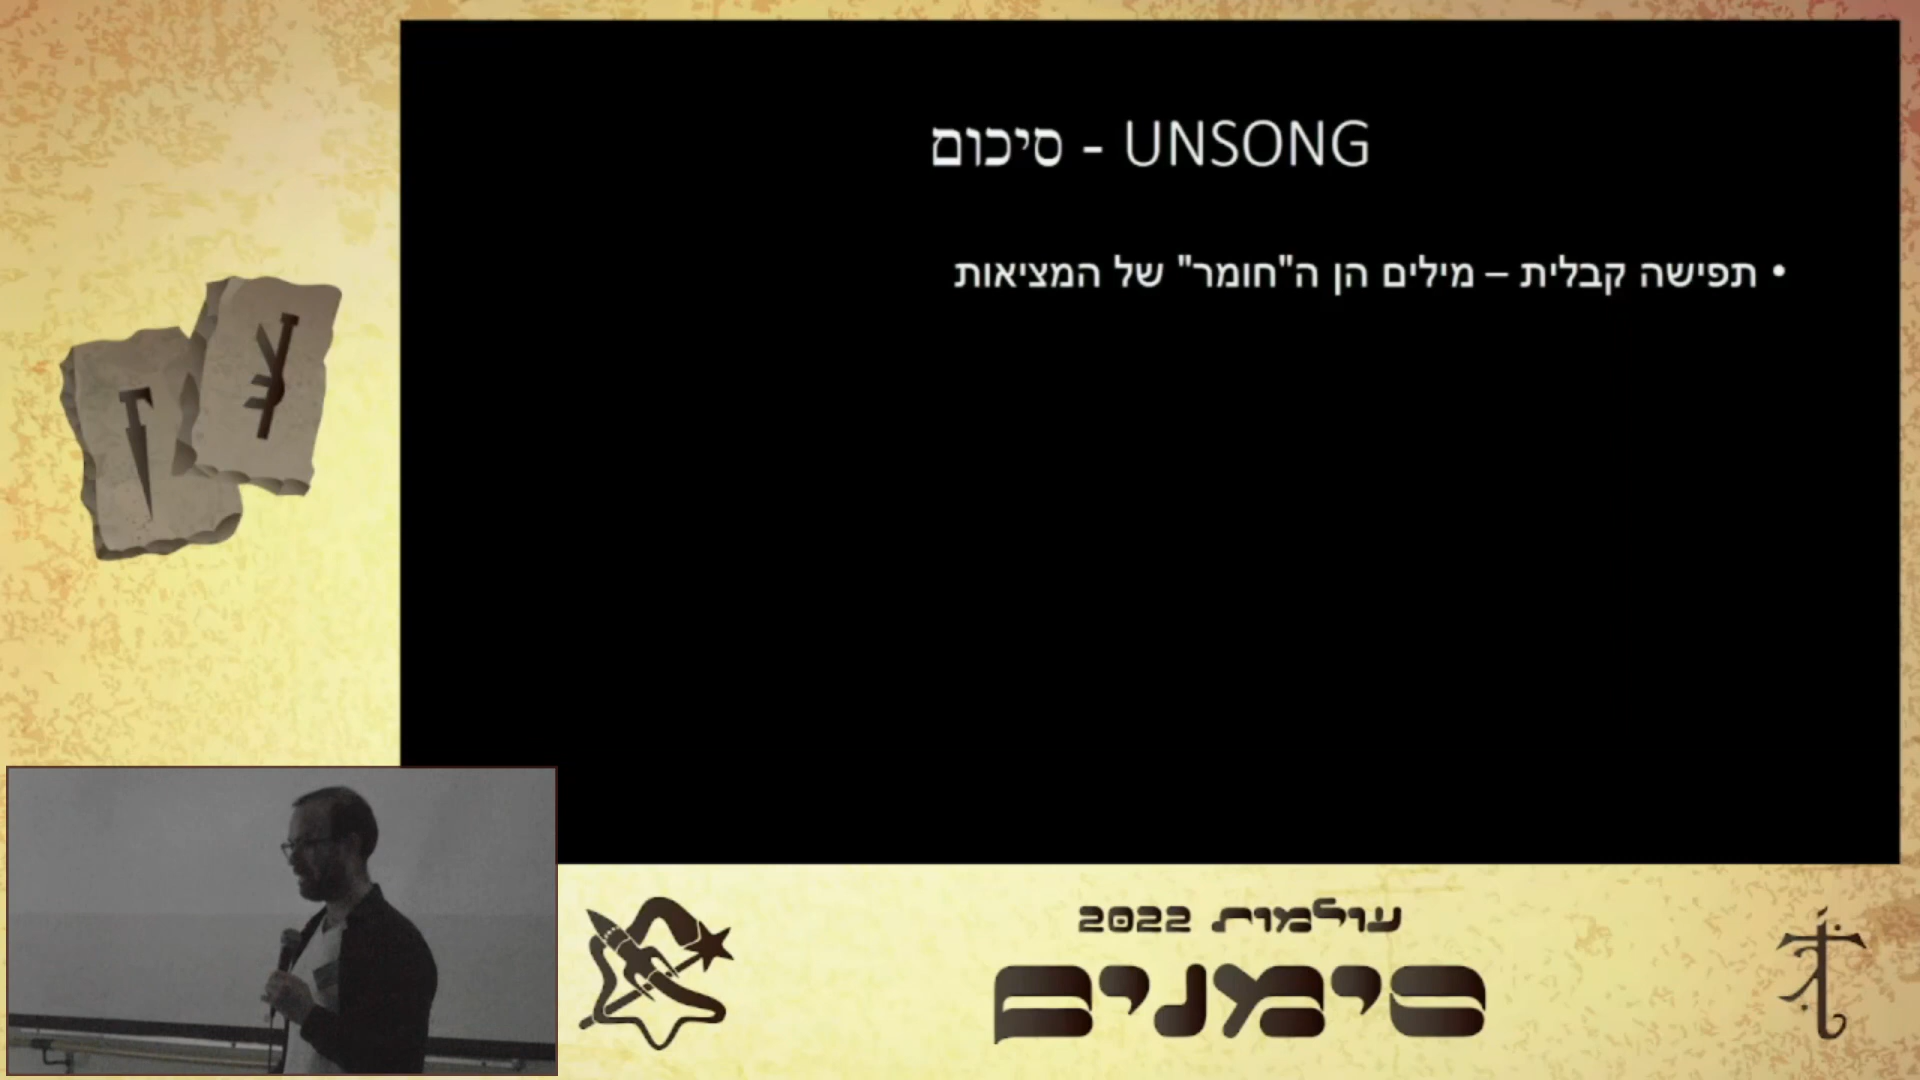 UNSONG - סיכום
• תפישה קבלית – מילים הן ה"חומר" של המציאות
עולמות 2022
סימנים